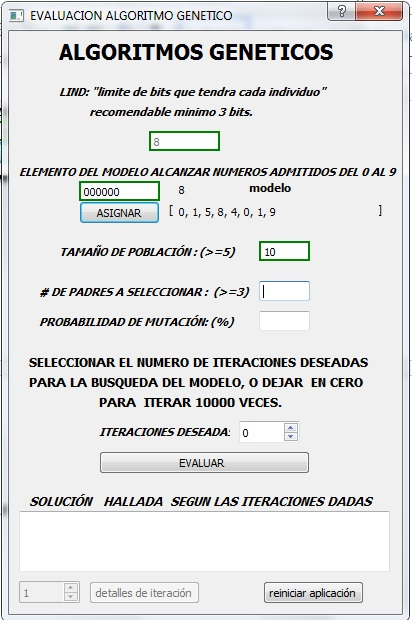 EVALUACION ALGORITMO GENETICO
ALGORITMOS GENETICOS
LIND: "limite de bits que tendra cada individuo"
recomendable minimo 3 bits.
8
ELEMENTO DEL MODELO ALCANZAR NUMEROS ADMITIDOS DEL 0 AL 9
000000 8 modelo
ASIGNAR [ 0, 1, 5, 8, 4, 0, 1, 9 ]
TAMAÑO DE POBLACIÓN : (>=5) 10
# DE PADRES A SELECCIONAR : (>=3)
PROBABILIDAD DE MUTACIÓN: (%)
SELECCIONAR EL NUMERO DE ITERACIONES DESEADAS
PARA LA BUSQUEDA DEL MODELO, O DEJAR EN CERO
PARA ITERAR 10000 VECES.
ITERACIONES DESEADA: 0
EVALUAR
SOLUCIÓN HALLADA SEGUN LAS ITERACIONES DADAS
1 detalles de iteración reiniciar aplicación